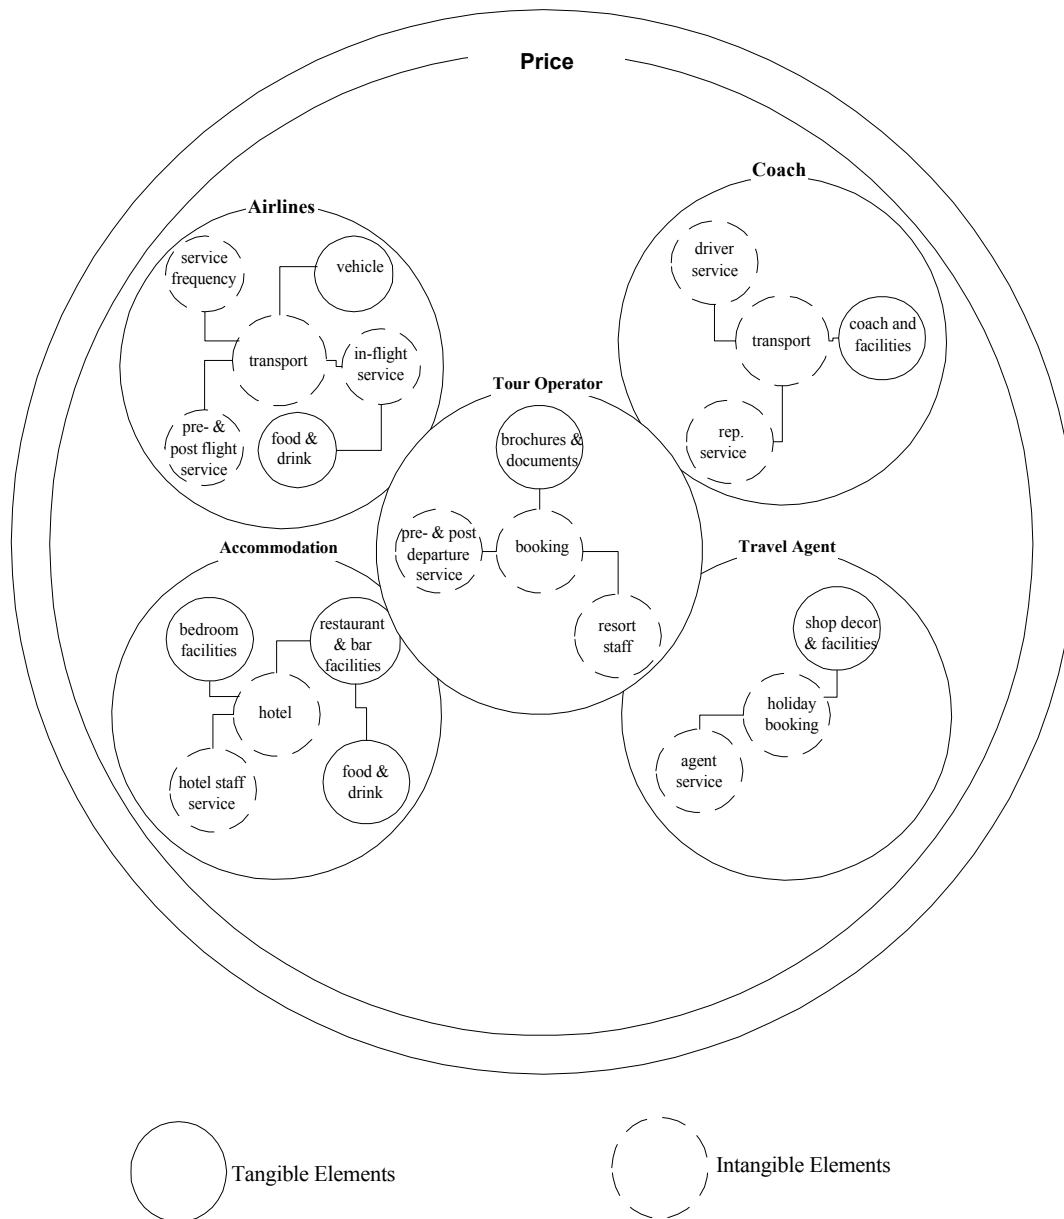 Price
Airlines
service
frequency
vehicle
transport
in-flight
service
pre- &
post flight
service
food &
drink
Coach
driver
service
transport
coach and
facilities
rep.
service
Tour Operator
brochures &
documents
pre- & post
departure
service
booking
resort
staff
Accommodation
bedroom
facilities
restaurant
& bar
facilities
hotel
hotel staff
service
food &
drink
Travel Agent
shop decor
& facilities
holiday
booking
agent
service
Tangible Elements
Intangible Elements